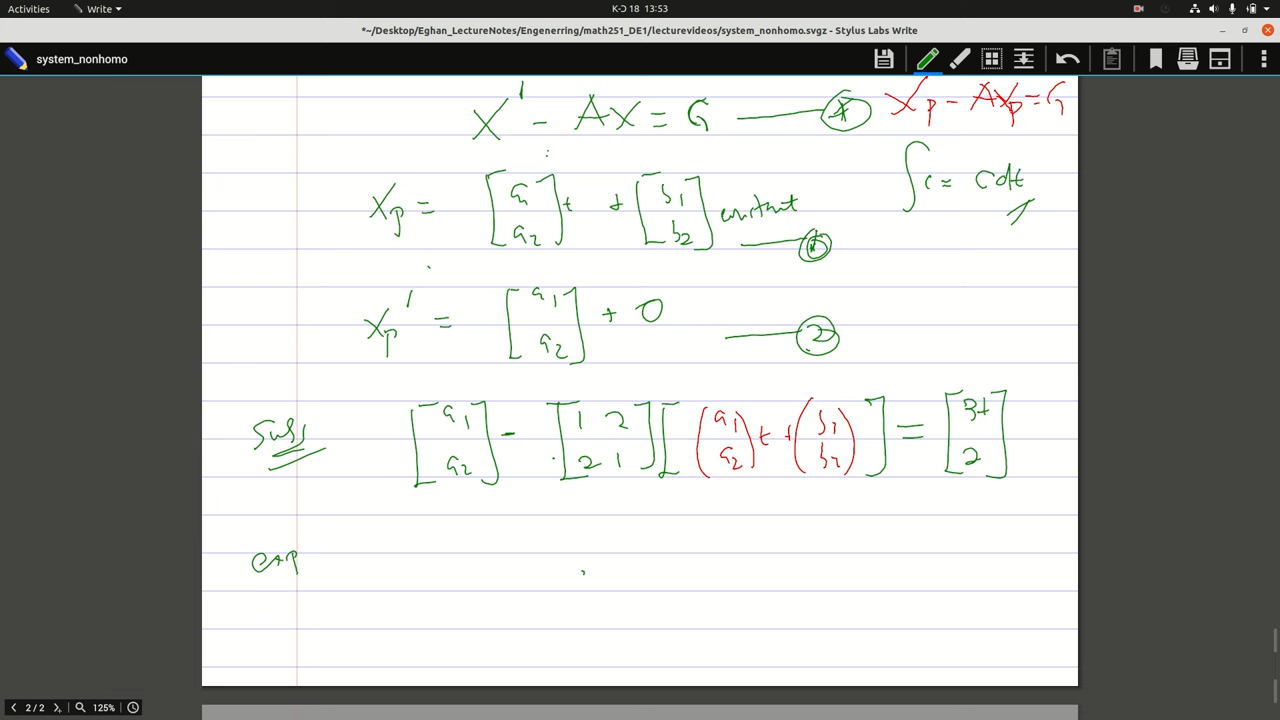 Activities Write K-Ɔ 18 13:53
*~/Desktop/Eghan_LectureNotes/Engenerring/math251_DE1/lecturevideos/system_nonhomo.svgz - Stylus Labs Write
system_nonhomo
X' - AX = G ——— * Xp - AXp = G
Xp = [a1 a2] t + [b1 b2] constant ∫c = cdt
Xp' = [a1 a2] + 0 ——— 2
Subs [a1 a2] - [1 2 2 1] [ (a1 a2) t + (b1 b2) ] = [3t 2]
exp
2/2 125%